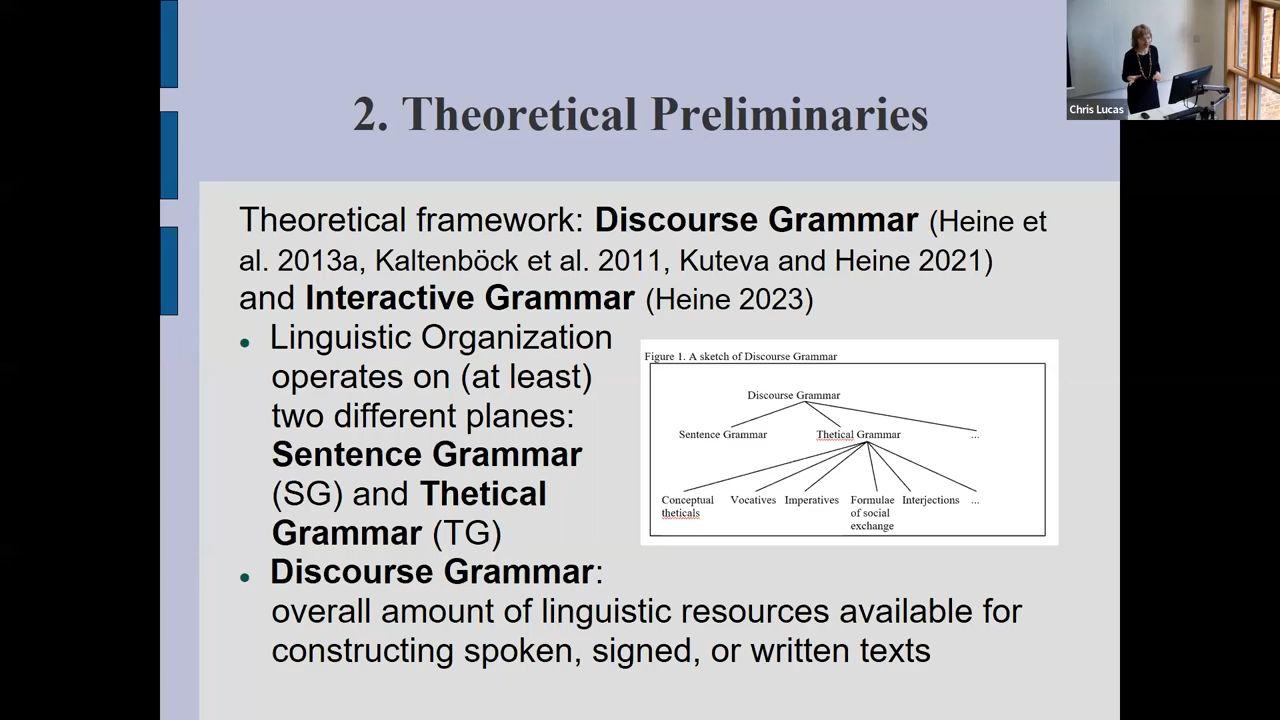 2. Theoretical Preliminaries
Chris Lucas
Theoretical framework: Discourse Grammar (Heine et
al. 2013a, Kaltenböck et al. 2011, Kuteva and Heine 2021)
and Interactive Grammar (Heine 2023)
• Linguistic Organization
operates on (at least)
two different planes:
Sentence Grammar
(SG) and Thetical
Grammar (TG)
Figure 1. A sketch of Discourse Grammar
Discourse Grammar
Sentence Grammar Thetical Grammar ...
Conceptual Vocatives Imperatives Formulae Interjections ...
theticals of social
exchange
• Discourse Grammar:
overall amount of linguistic resources available for
constructing spoken, signed, or written texts